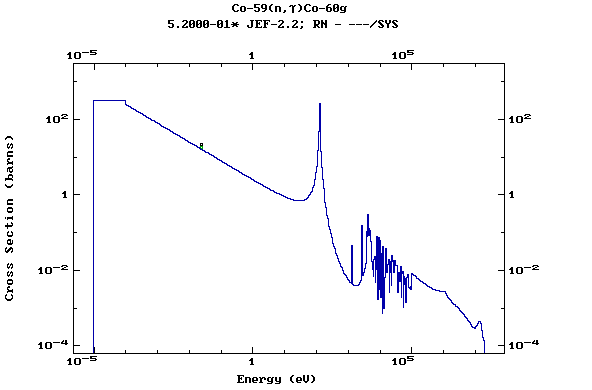 Co-59(n,γ)Co-60g
5.2000-01* JEF-2.2; RN - ---/SYS
10⁻⁵ 1 10⁵
10² 10²
1 1
10⁻² 10⁻²
10⁻⁴ 10⁻⁴
10⁻⁵ 1 10⁵
Cross Section (barns)
Energy (eV)